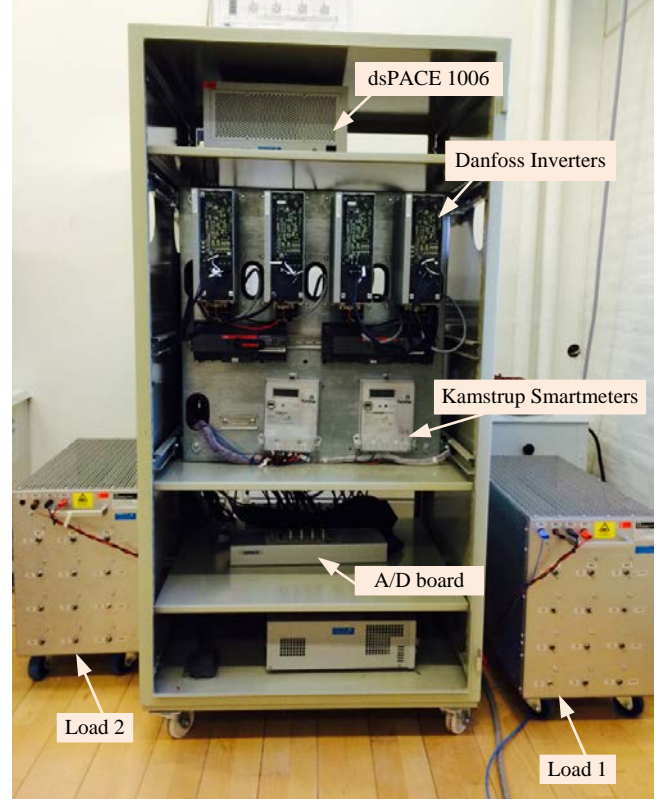 dsPACE 1006
Danfoss Inverters
Kamstrup Smartmeters
A/D board
Load 2
Load 1